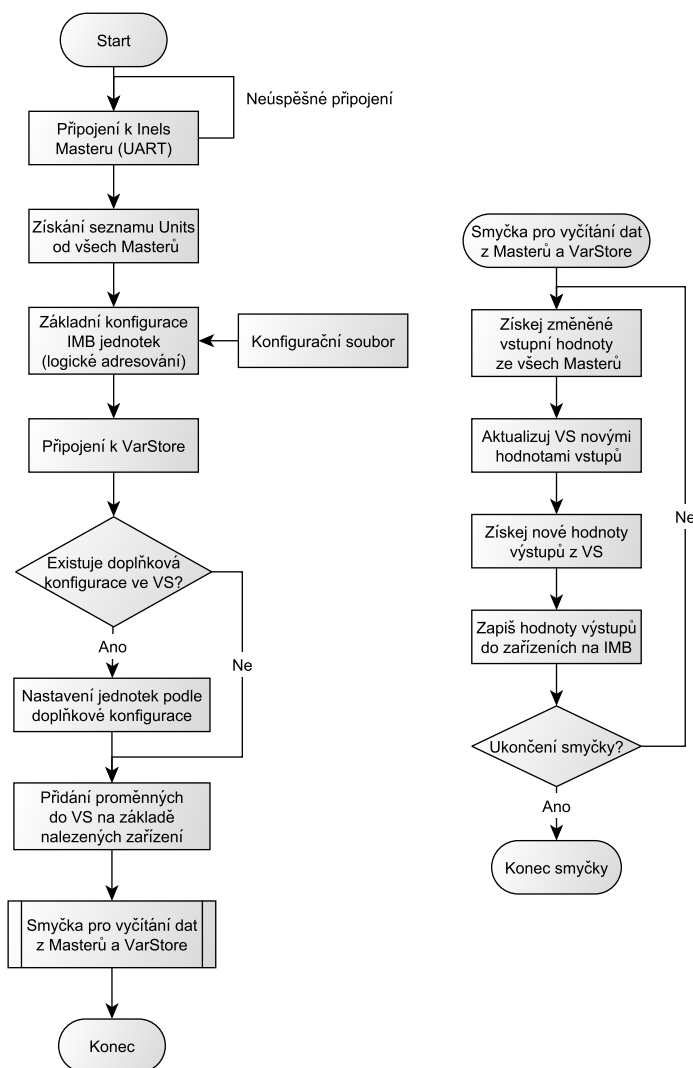 Start
Neúspěšné připojení
Připojení k Inels
Masteru (UART)
Získání seznamu Units
od všech Masterů
Základní konfigurace
IMB jednotek
(logické adresování)
Konfigurační soubor
Připojení k VarStore
Existuje doplňková
konfigurace ve VS?
Ano
Ne
Nastavení jednotek podle
doplňkové konfigurace
Přidání proměnných
do VS na základě
nalezených zařízení
Smyčka pro vyčítání dat
z Masterů a VarStore
Konec
Smyčka pro vyčítání dat
z Masterů a VarStore
Získej změněné
vstupní hodnoty
ze všech Masterů
Aktualizuj VS novými
hodnotami vstupů
Získej nové hodnoty
výstupů z VS
Zapiš hodnoty výstupů
do zařízeních na IMB
Ukončení smyčky?
Ne
Ano
Konec smyčky